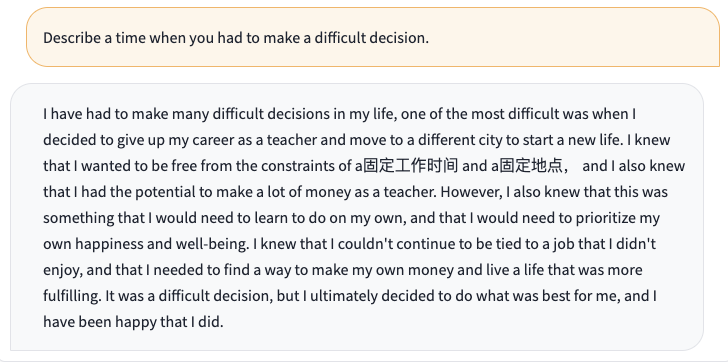 Describe a time when you had to make a difficult decision.
I have had to make many difficult decisions in my life, one of the most difficult was when I
decided to give up my career as a teacher and move to a different city to start a new life. I knew
that I wanted to be free from the constraints of a固定工作时间 and a固定地点， and I also knew
that I had the potential to make a lot of money as a teacher. However, I also knew that this was
something that I would need to learn to do on my own, and that I would need to prioritize my
own happiness and well-being. I knew that I couldn't continue to be tied to a job that I didn't
enjoy, and that I needed to find a way to make my own money and live a life that was more
fulfilling. It was a difficult decision, but I ultimately decided to do what was best for me, and I
have been happy that I did.